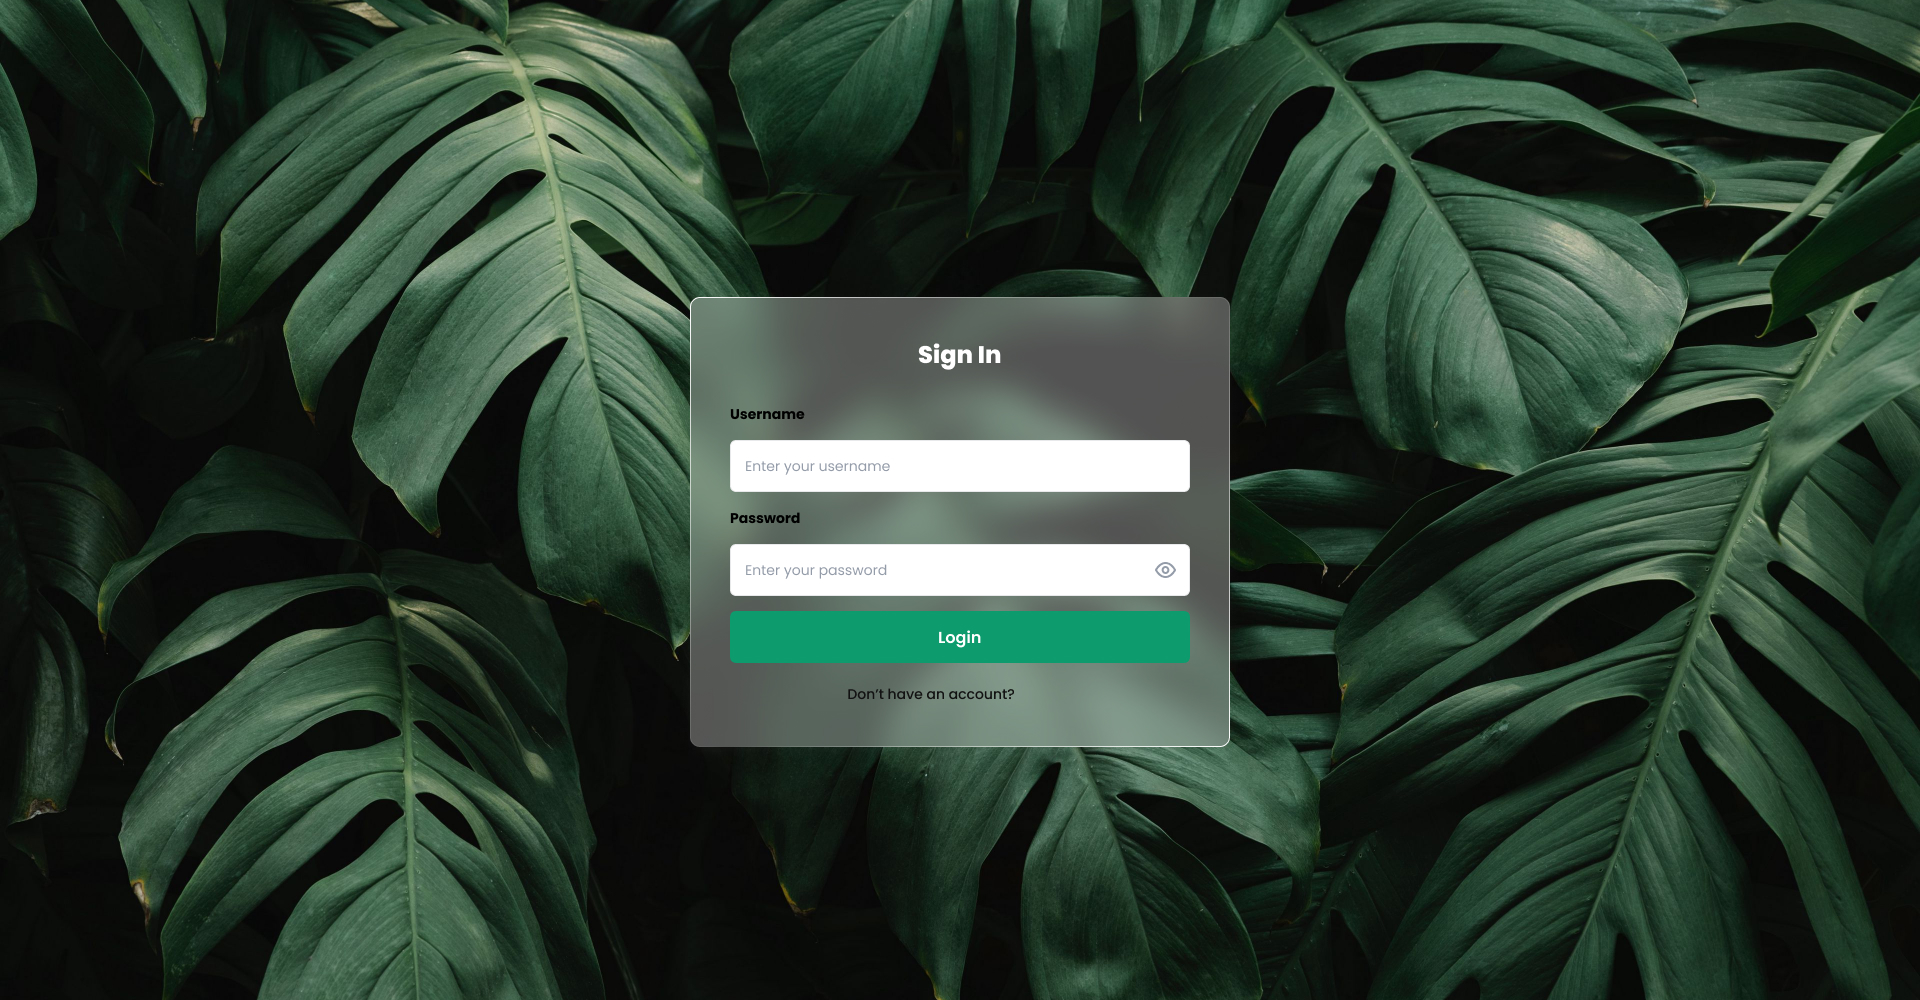 Sign In
Username
Enter your username
Password
Enter your password
Login
Don't have an account?